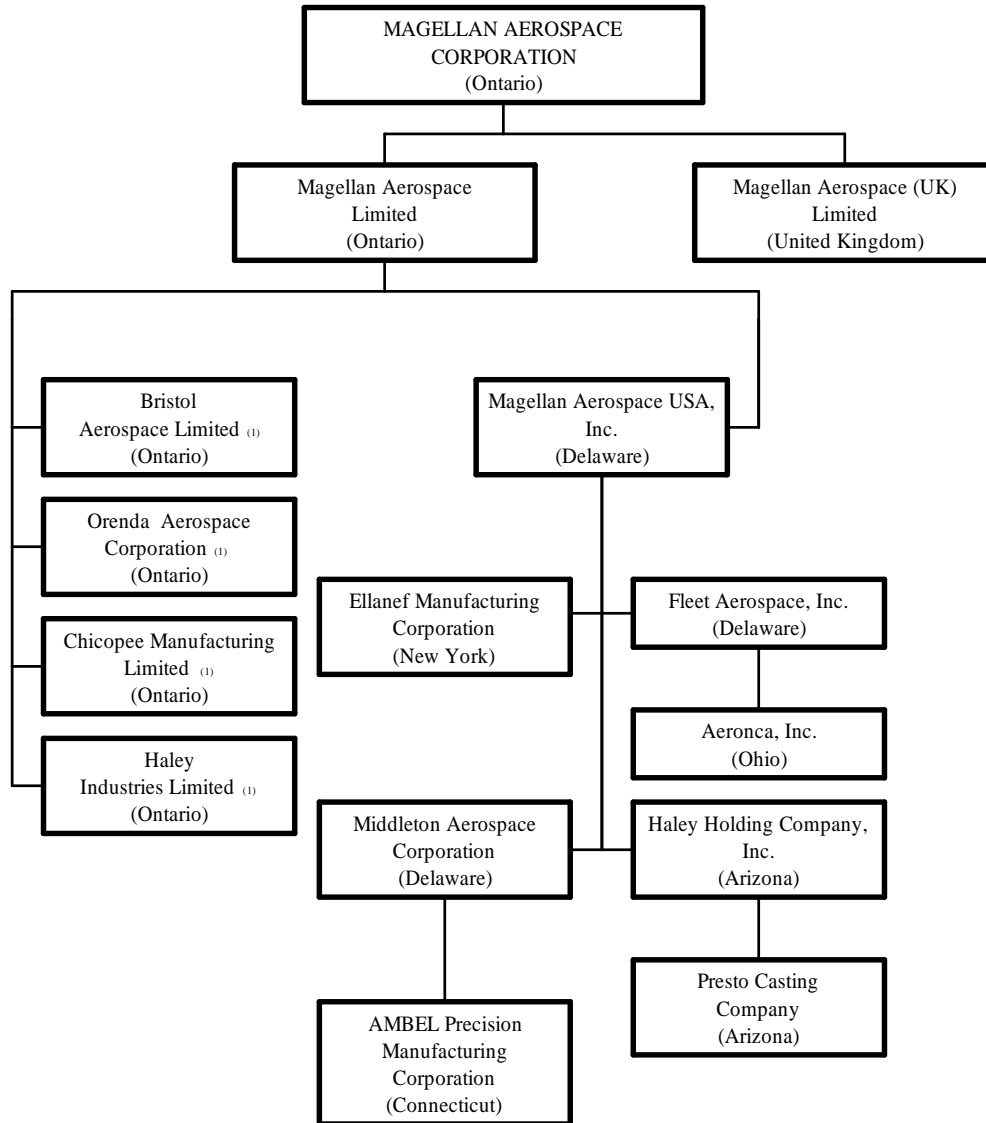 MAGELLAN AEROSPACE
CORPORATION
(Ontario)
Magellan Aerospace
Limited
(Ontario)
Magellan Aerospace (UK)
Limited
(United Kingdom)
Bristol
Aerospace Limited (1)
(Ontario)
Orenda Aerospace
Corporation (1)
(Ontario)
Chicopee Manufacturing
Limited (1)
(Ontario)
Haley
Industries Limited (1)
(Ontario)
Magellan Aerospace USA,
Inc.
(Delaware)
Ellanef Manufacturing
Corporation
(New York)
Fleet Aerospace, Inc.
(Delaware)
Aeronca, Inc.
(Ohio)
Middleton Aerospace
Corporation
(Delaware)
Haley Holding Company,
Inc.
(Arizona)
AMBEL Precision
Manufacturing
Corporation
(Connecticut)
Presto Casting
Company
(Arizona)